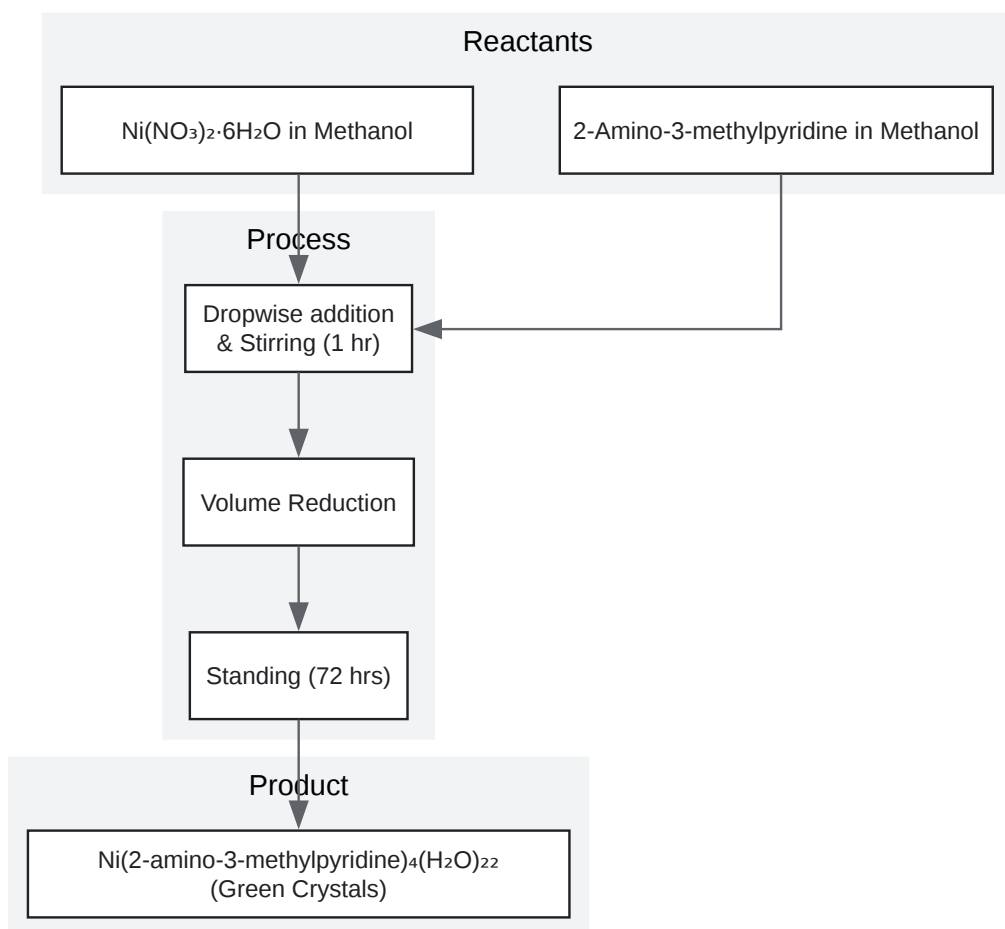 Reactants
Ni(NO₃)₂·6H₂O in Methanol
2-Amino-3-methylpyridine in Methanol
Process
Dropwise addition
& Stirring (1 hr)
Volume Reduction
Standing (72 hrs)
Product
Ni(2-amino-3-methylpyridine)₄(H₂O)₂₂
(Green Crystals)